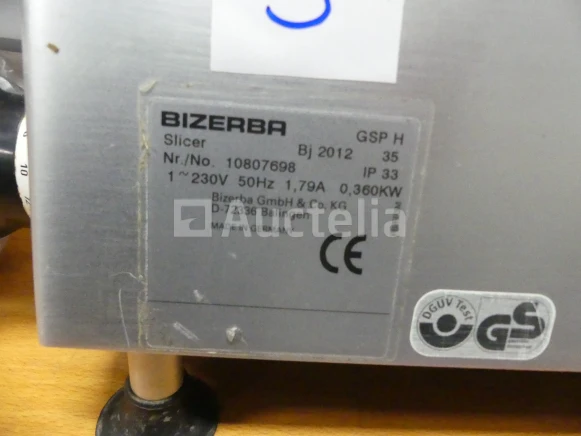 BIZERBA GSP H
Slicer Bj 2012 35
Nr./No. 10807698 IP 33
1~230V 50Hz 1,79A 0,360KW
Bizerba GmbH & Co. KG
D-72336 Balingen
MADE IN GERMANY
CE
Auctelia
DGUV Test
GS
10